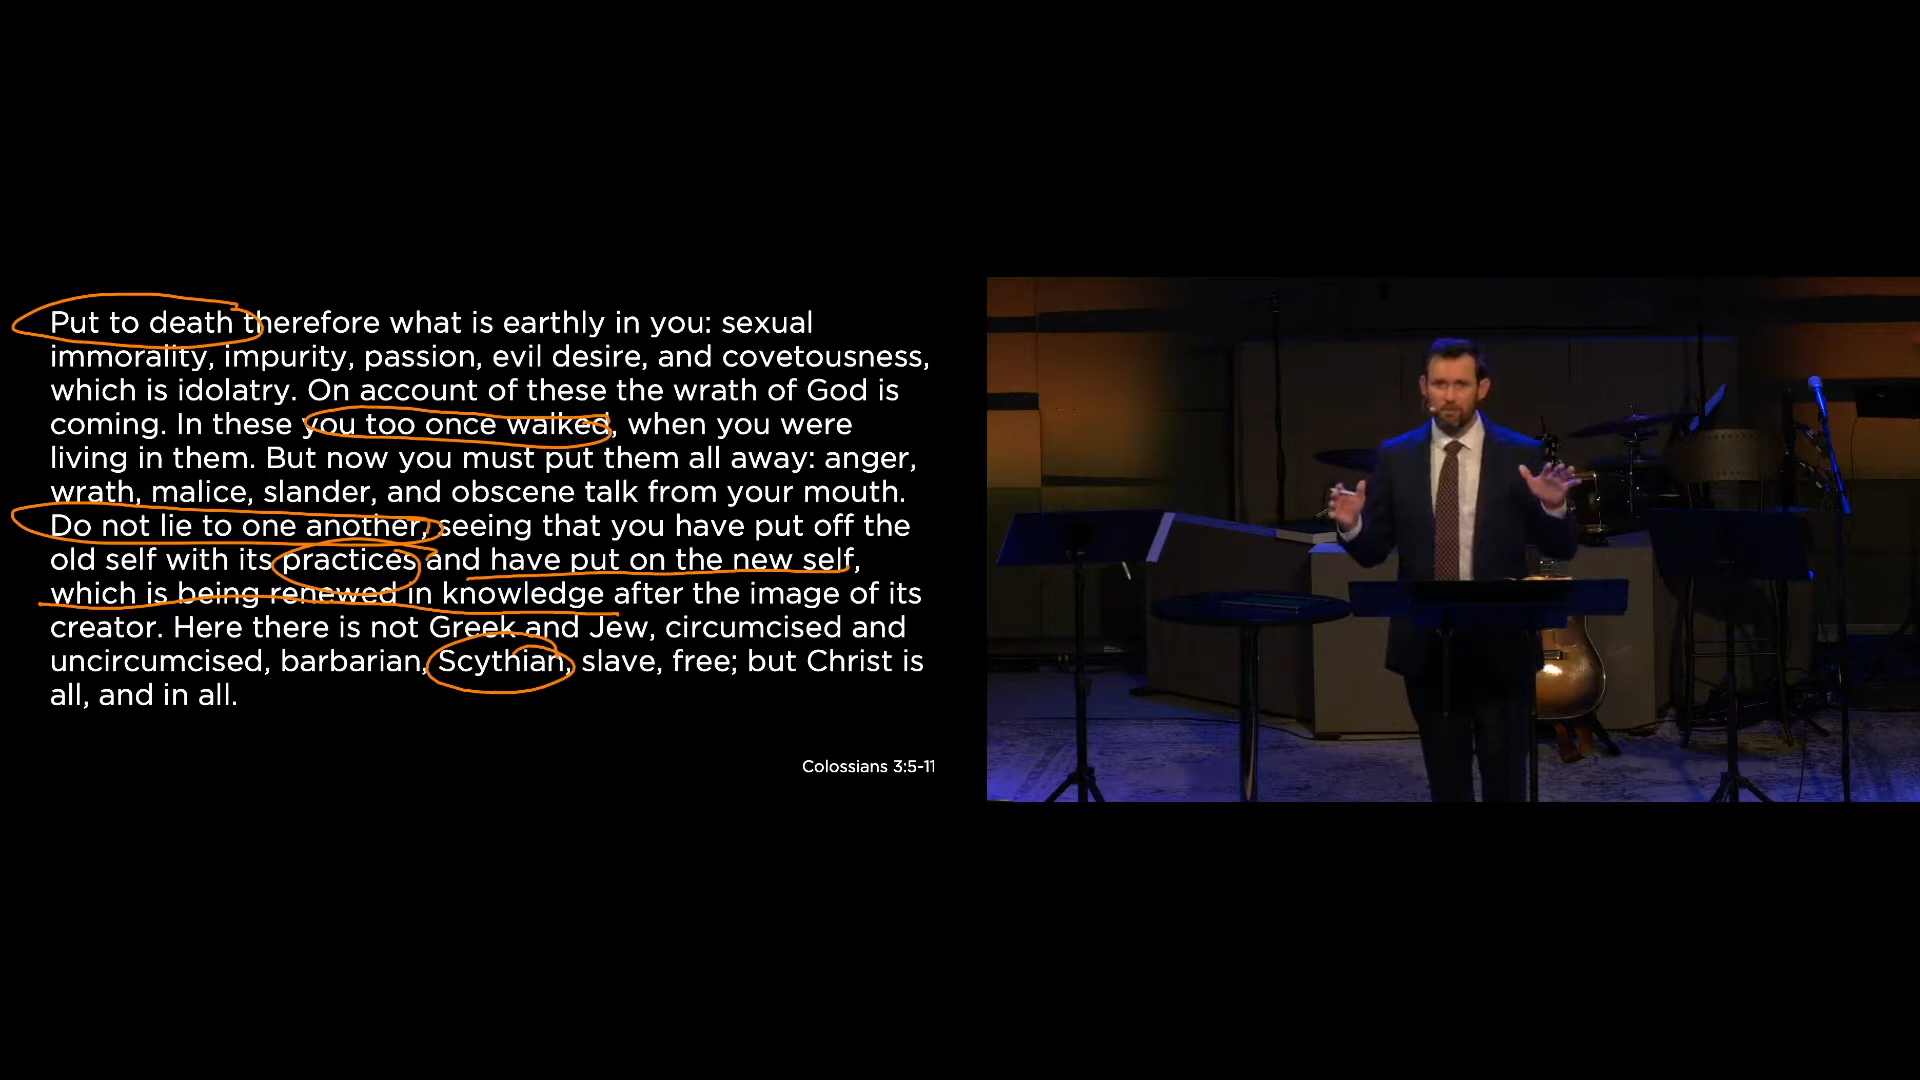 Put to death therefore what is earthly in you: sexual
immorality, impurity, passion, evil desire, and covetousness,
which is idolatry. On account of these the wrath of God is
coming. In these you too once walked, when you were
living in them. But now you must put them all away: anger,
wrath, malice, slander, and obscene talk from your mouth.
Do not lie to one another, seeing that you have put off the
old self with its practices and have put on the new self,
which is being renewed in knowledge after the image of its
creator. Here there is not Greek and Jew, circumcised and
uncircumcised, barbarian, Scythian, slave, free; but Christ is
all, and in all.
Colossians 3:5-11